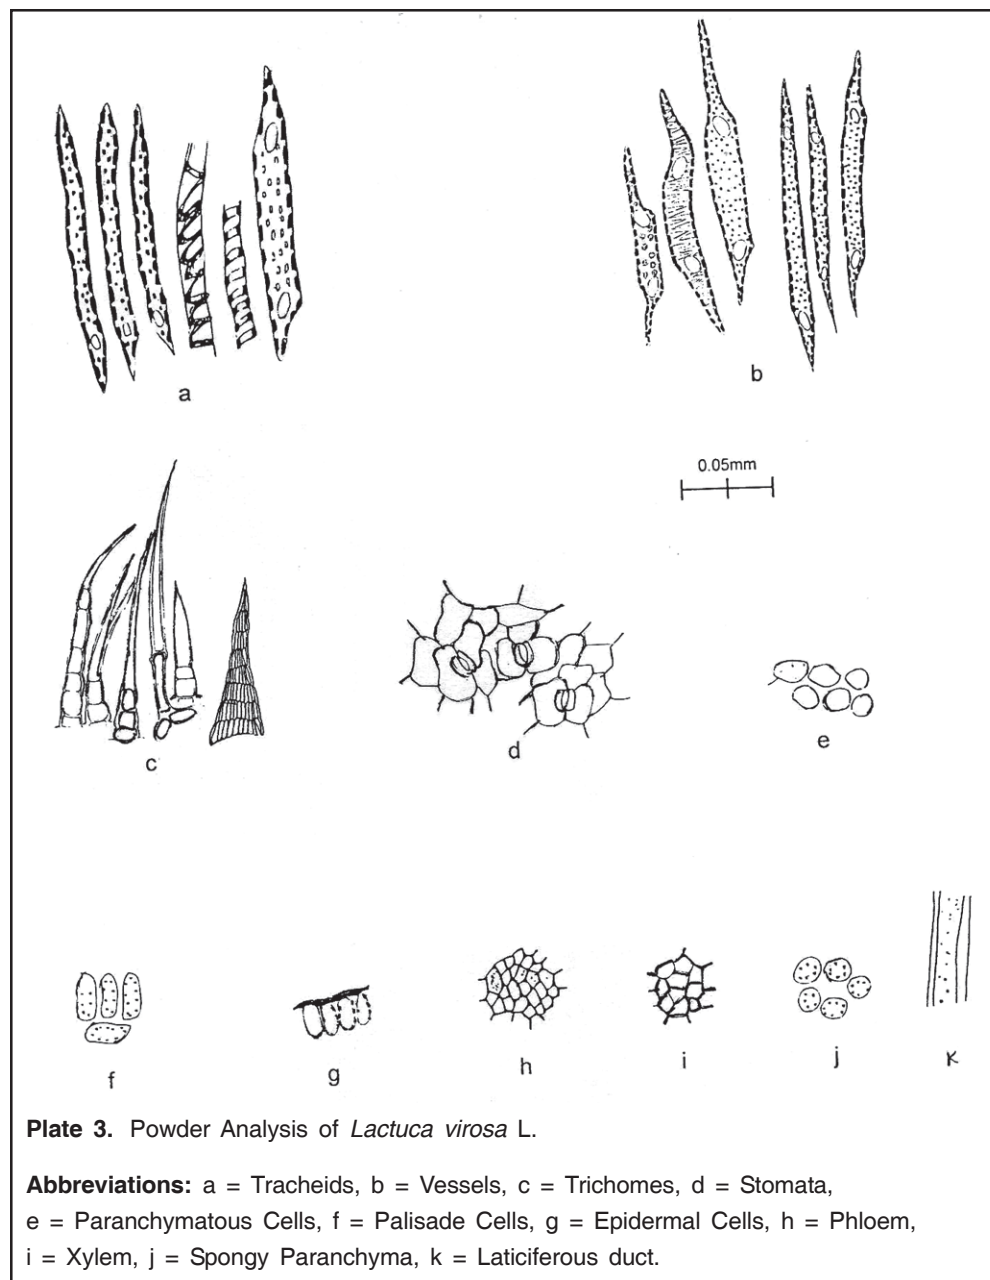 a
b
0.05mm
c
d
e
f
g
h
i
j
K
Plate 3. Powder Analysis of Lactuca virosa L.
Abbreviations: a = Tracheids, b = Vessels, c = Trichomes, d = Stomata,
e = Paranchymatous Cells, f = Palisade Cells, g = Epidermal Cells, h = Phloem,
i = Xylem, j = Spongy Paranchyma, k = Laticiferous duct.